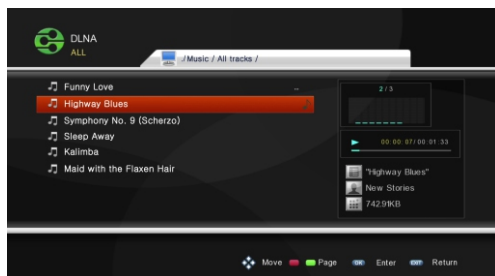 DLNA
ALL
/Music / All tracks /
Funny Love
Highway Blues
Symphony No. 9 (Scherzo)
Sleep Away
Kalimba
Maid with the Flaxen Hair
2 / 3
00:00:07/00:01:33
"Highway Blues"
New Stories
742.91KB
Move Page OK Enter EXIT Return